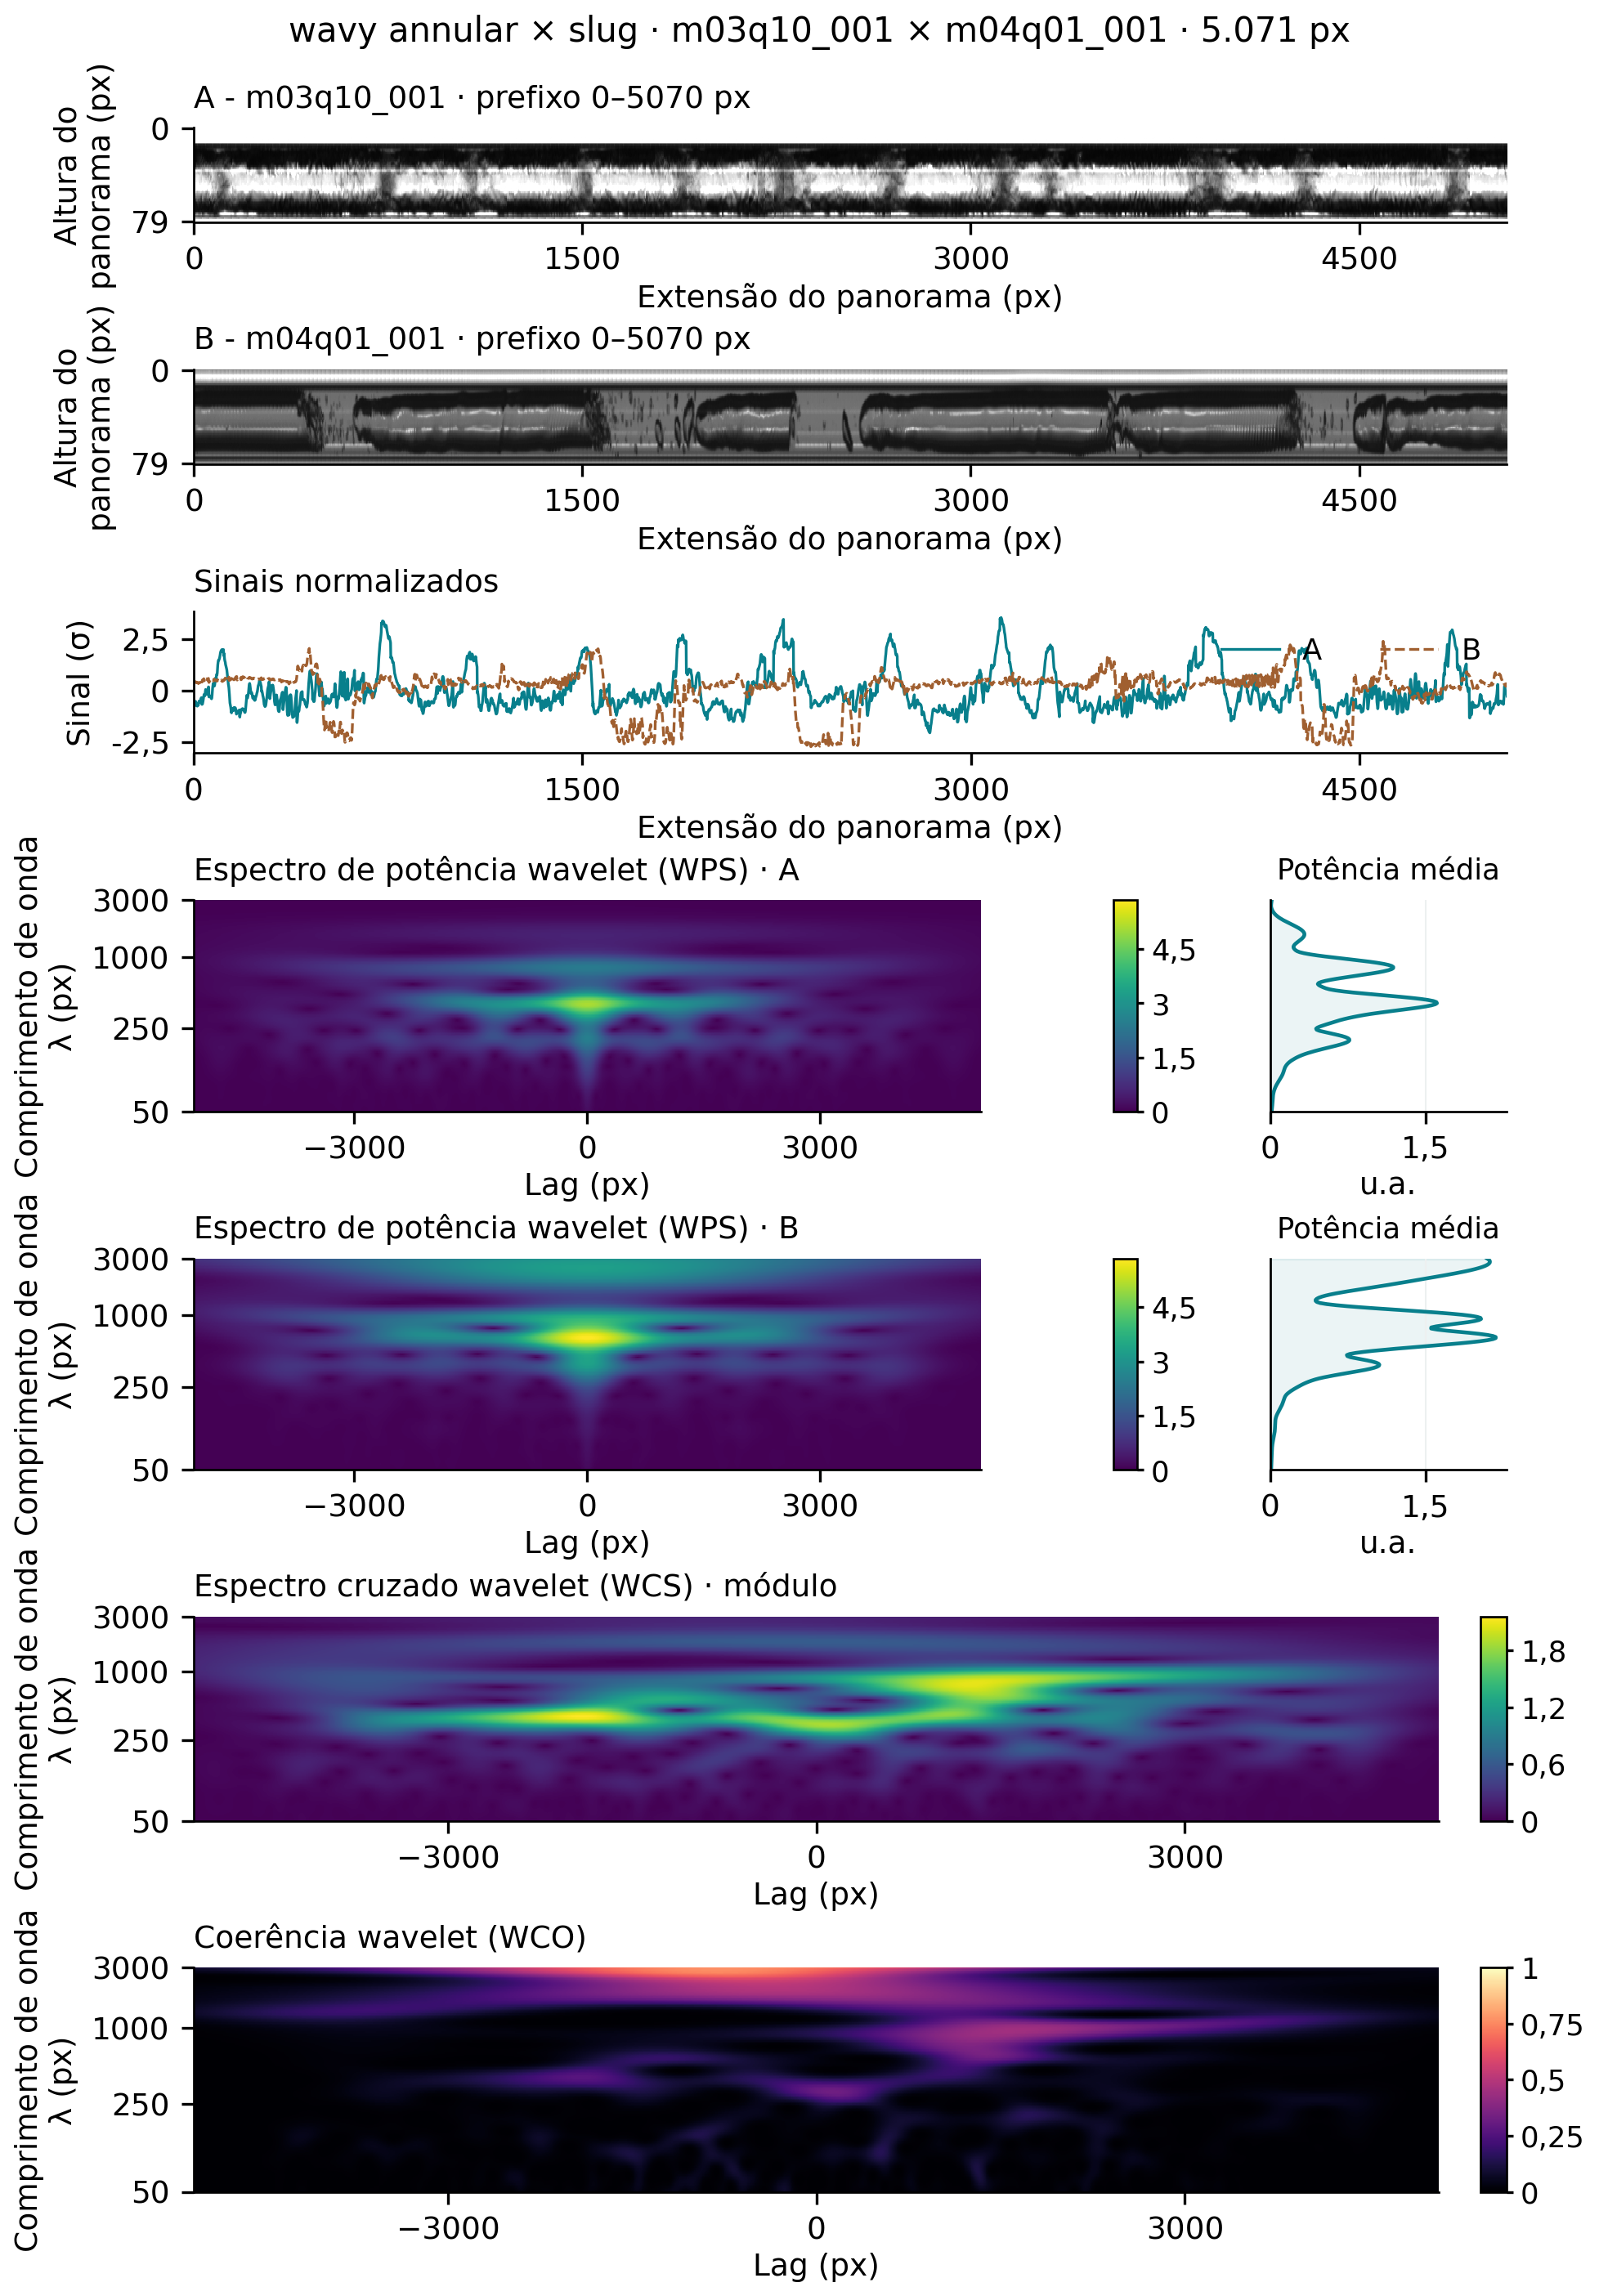 wavy annular × slug · m03q10_001 × m04q01_001 · 5.071 px
A - m03q10_001 · prefixo 0–5070 px
Altura do
panorama (px)
0
79
0 1500 3000 4500
Extensão do panorama (px)
B - m04q01_001 · prefixo 0–5070 px
Altura do
panorama (px)
0
79
0 1500 3000 4500
Extensão do panorama (px)
Sinais normalizados
Sinal (σ)
2,5
0
-2,5
A B
0 1500 3000 4500
Extensão do panorama (px)
Espectro de potência wavelet (WPS) · A
Comprimento de onda
λ (px)
3000
1000
250
50
−3000 0 3000
Lag (px)
4,5
3
1,5
0
Potência média
0 1,5
u.a.
Espectro de potência wavelet (WPS) · B
Comprimento de onda
λ (px)
3000
1000
250
50
−3000 0 3000
Lag (px)
4,5
3
1,5
0
Potência média
0 1,5
u.a.
Espectro cruzado wavelet (WCS) · módulo
Comprimento de onda
λ (px)
3000
1000
250
50
−3000 0 3000
Lag (px)
1,8
1,2
0,6
0
Coerência wavelet (WCO)
Comprimento de onda
λ (px)
3000
1000
250
50
−3000 0 3000
Lag (px)
1
0,75
0,5
0,25
0